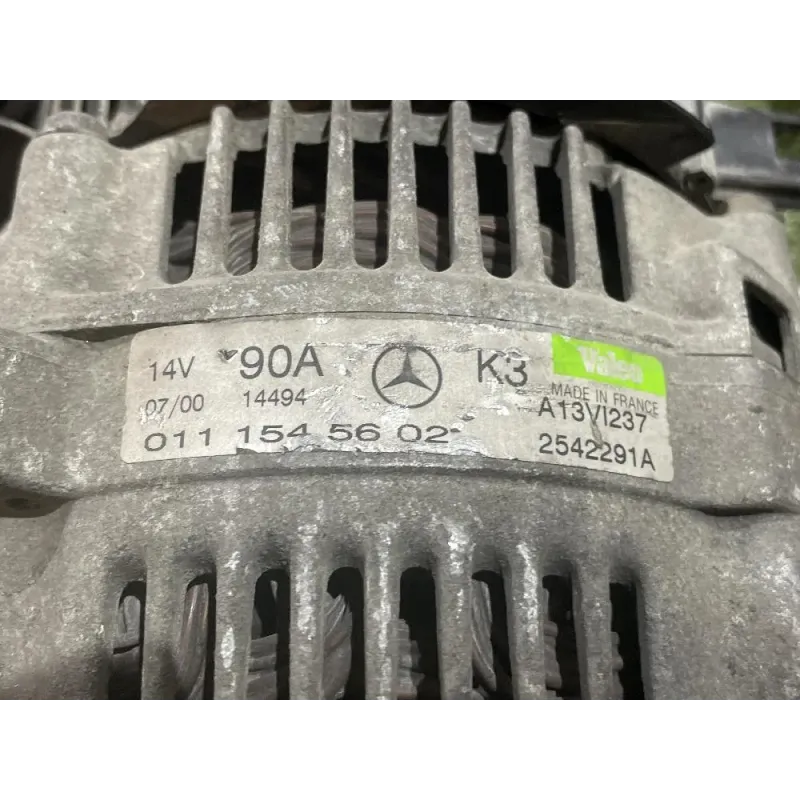 14V 90A K3 Valeo
MADE IN FRANCE
07/00 14494 A13VI237
011 154 56 02 2542291A